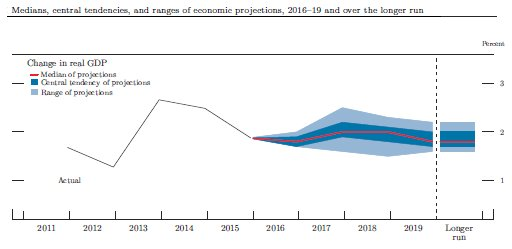 Medians, central tendencies, and ranges of economic projections, 2016–19 and over the longer run
Percent
Change in real GDP
Median of projections
Central tendency of projections
Range of projections
3
2
1
Actual
2011 2012 2013 2014 2015 2016 2017 2018 2019 Longer
run